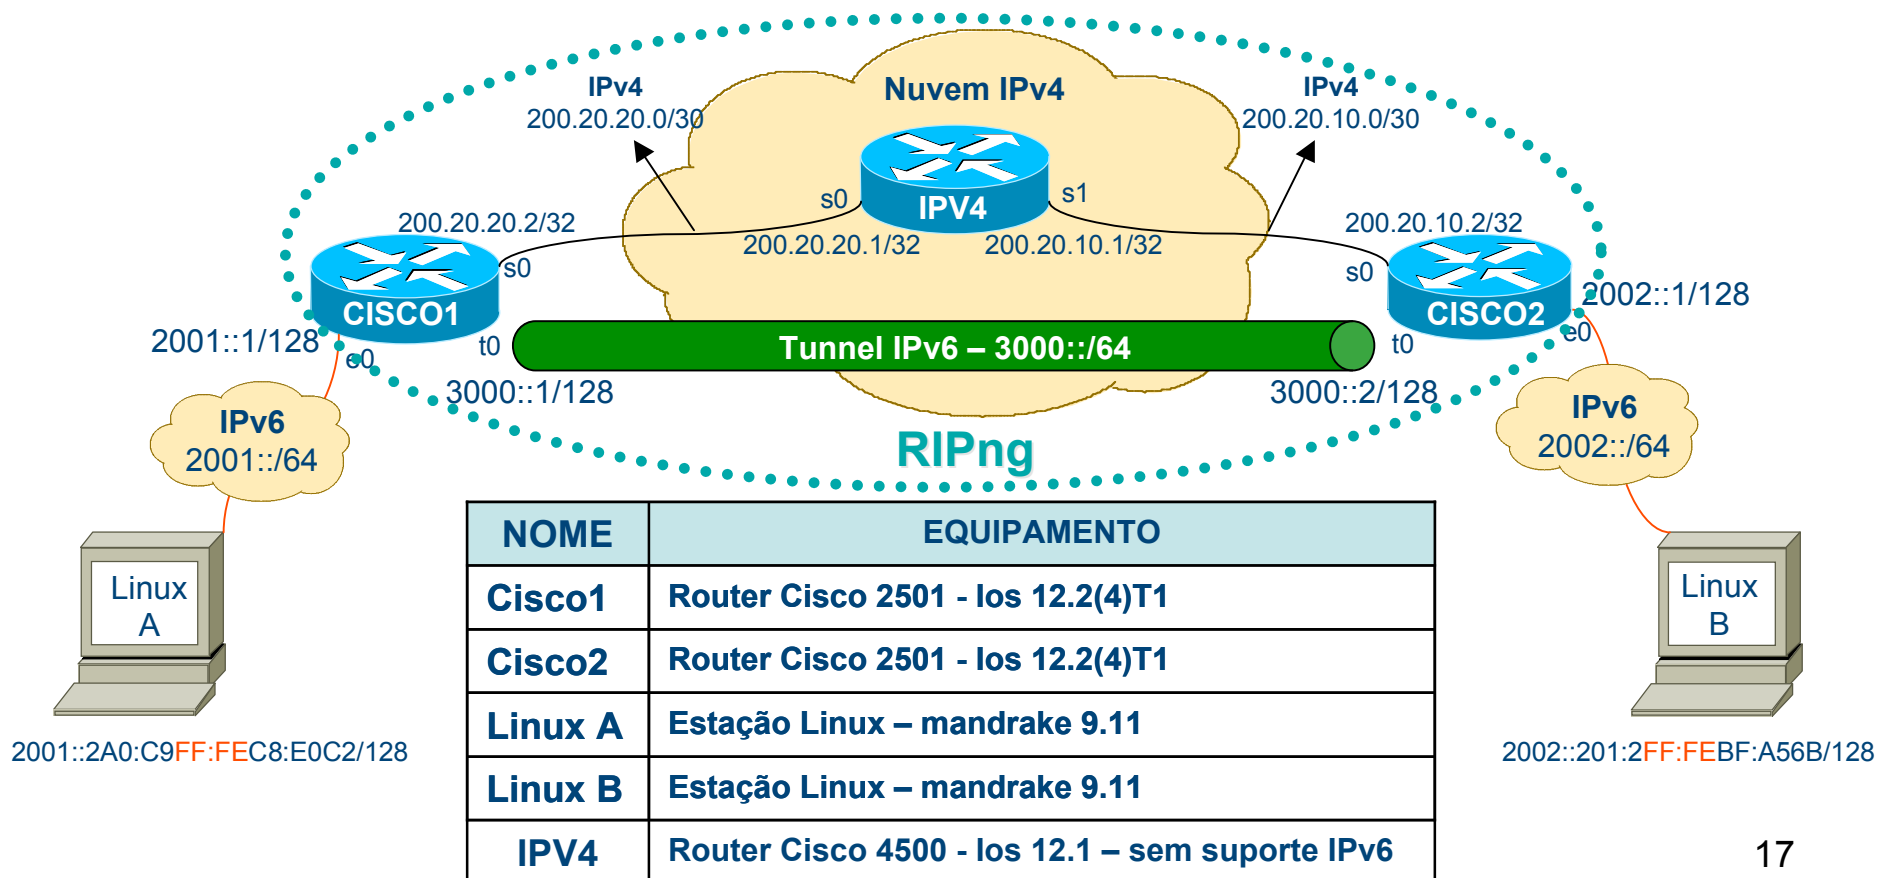 IPv4
200.20.20.0/30
Nuvem IPv4
IPv4
200.20.10.0/30
s0
IPV4
s1
200.20.20.2/32
200.20.20.1/32
200.20.10.1/32
200.20.10.2/32
s0
s0
CISCO1
CISCO2
2002::1/128
2001::1/128
e0
t0
Tunnel IPv6 – 3000::/64
t0
e0
3000::1/128
3000::2/128
IPv6
2001::/64
RIPng
IPv6
2002::/64
NOME EQUIPAMENTO
Cisco1 Router Cisco 2501 - Ios 12.2(4)T1
Cisco2 Router Cisco 2501 - Ios 12.2(4)T1
Linux A Estação Linux – mandrake 9.11
Linux B Estação Linux – mandrake 9.11
IPV4 Router Cisco 4500 - Ios 12.1 – sem suporte IPv6
Linux
A
2001::2A0:C9FF:FEC8:E0C2/128
Linux
B
2002::201:2FF:FEBF:A56B/128
17